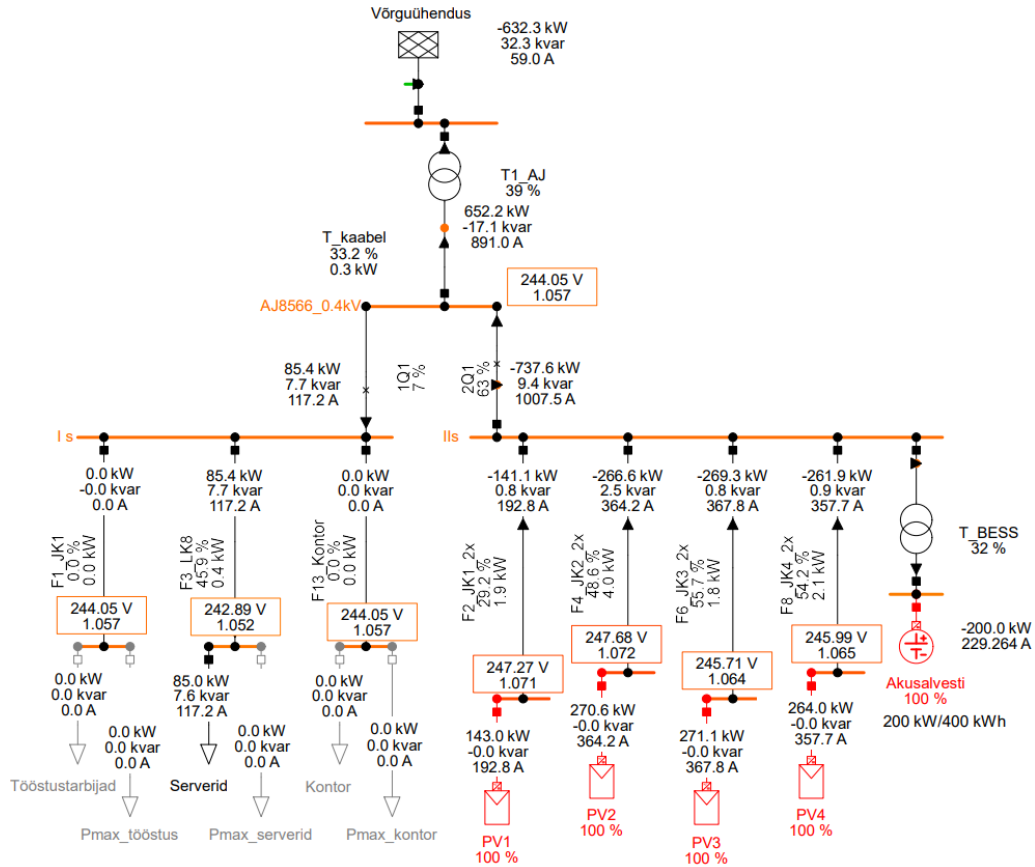 Võrguühendus
-632.3 kW
32.3 kvar
59.0 A
T1_AJ
39 %
652.2 kW
-17.1 kvar
891.0 A
T_kaabel
33.2 %
0.3 kW
244.05 V
1.057
AJ8566_0.4kV
85.4 kW
7.7 kvar
117.2 A
1Q1
7 %
2Q1
63 %
-737.6 kW
9.4 kvar
1007.5 A
I s
IIs
0.0 kW
-0.0 kvar
0.0 A
85.4 kW
7.7 kvar
117.2 A
0.0 kW
0.0 kvar
0.0 A
-141.1 kW
0.8 kvar
192.8 A
-266.6 kW
2.5 kvar
364.2 A
-269.3 kW
0.8 kvar
367.8 A
-261.9 kW
0.9 kvar
357.7 A
F1_JK1
0.0 %
0.0 kW
F3_LK8
45.9 %
0.4 kW
F13_Kontor
0.0 %
0.0 kW
F2_JK1_2x
29.2 %
1.9 kW
F4_JK2_2x
48.6 %
4.0 kW
F6_JK3_2x
55.7 %
1.8 kW
F8_JK4_2x
54.2 %
2.1 kW
T_BESS
32 %
244.05 V
1.057
242.89 V
1.052
244.05 V
1.057
247.27 V
1.071
247.68 V
1.072
245.71 V
1.064
245.99 V
1.065
-200.0 kW
229.264 A
Akusalvesti
100 %
200 kW/400 kWh
0.0 kW
0.0 kvar
0.0 A
0.0 kW
0.0 kvar
0.0 A
85.0 kW
7.6 kvar
117.2 A
0.0 kW
0.0 kvar
0.0 A
0.0 kW
0.0 kvar
0.0 A
0.0 kW
0.0 kvar
0.0 A
143.0 kW
-0.0 kvar
192.8 A
270.6 kW
-0.0 kvar
364.2 A
271.1 kW
-0.0 kvar
367.8 A
264.0 kW
-0.0 kvar
357.7 A
Tööstustarbijad
Serverid
Kontor
Pmax_tööstus
Pmax_serverid
Pmax_kontor
PV1
100 %
PV2
100 %
PV3
100 %
PV4
100 %